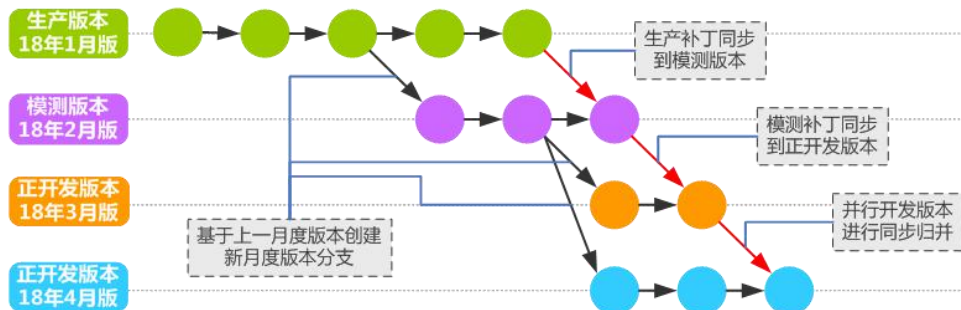 生产版本
18年1月版
生产补丁同步
到模测版本
模测版本
18年2月版
模测补丁同步
到正开发版本
正开发版本
18年3月版
并行开发版本
进行同步归并
基于上一月度版本创建
新月度版本分支
正开发版本
18年4月版